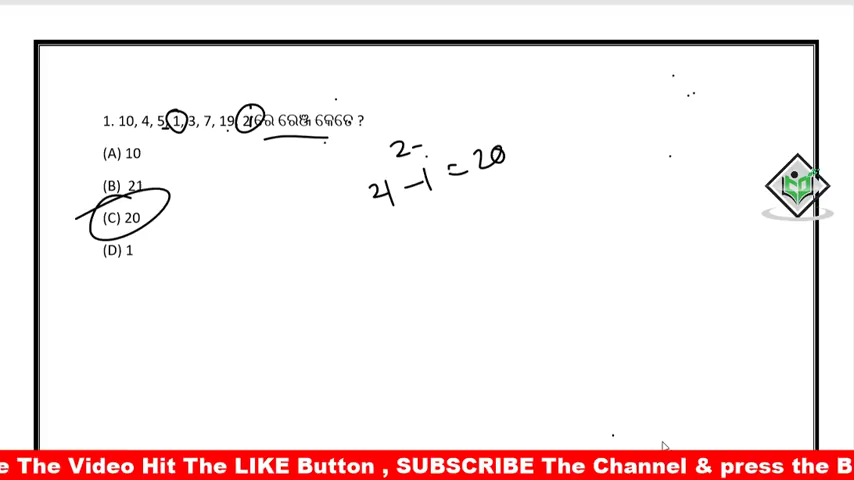 1. 10, 4, 5, 1, 3, 7, 19, 21ରେ ରେଞ୍ଜ କେତେ ?
(A) 10
2-
21 - 1 = 20
(B) 21
(C) 20
(D) 1
e The Video Hit The LIKE Button , SUBSCRIBE The Channel & press the B